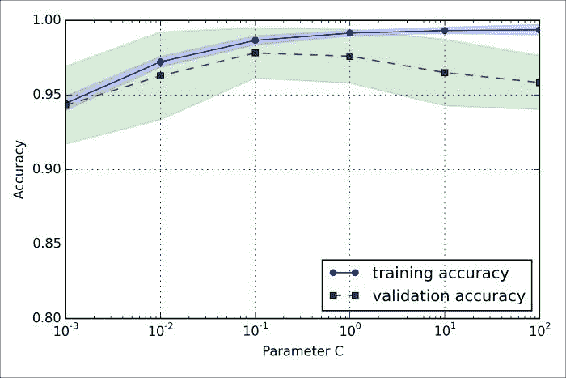 1.00
0.95
0.90
0.85
0.80
Accuracy
10⁻³ 10⁻² 10⁻¹ 10⁰ 10¹ 10²
Parameter C
training accuracy
validation accuracy